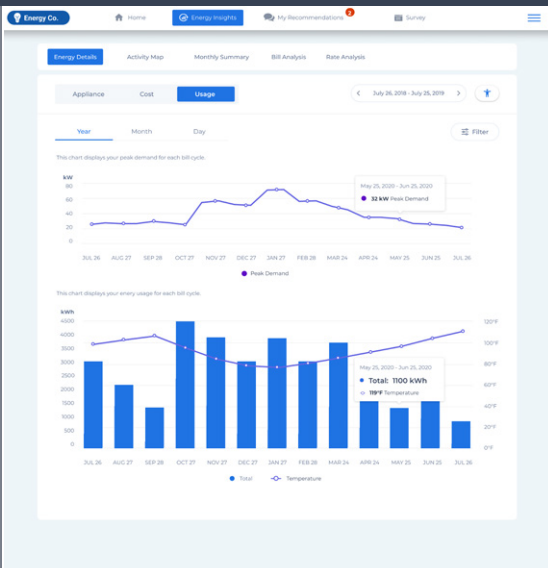 Energy Co.
Home
Energy Insights
My Recommendations
2
Survey
Energy Details
Activity Map
Monthly Summary
Bill Analysis
Rate Analysis
Appliance
Cost
Usage
July 26, 2018 - July 25, 2019
Year
Month
Day
Filter
This chart displays your peak demand for each bill cycle.
kW
80
60
40
20
0
May 25, 2020 - Jun 25, 2020
32 kW Peak Demand
JUL 26 AUG 27 SEP 28 OCT 27 NOV 27 DEC 27 JAN 27 FEB 28 MAR 24 APR 24 MAY 25 JUN 25 JUL 26
Peak Demand
This chart displays your enery usage for each bill cycle.
kWh
4500
4000
3500
3000
2500
2000
1500
1000
500
0
120°F
100°F
80°F
60°F
40°F
20°F
0°F
May 25, 2020 - Jun 25, 2020
Total: 1100 kWh
119°F Temperature
JUL 26 AUG 27 SEP 28 OCT 27 NOV 27 DEC 27 JAN 27 FEB 28 MAR 24 APR 24 MAY 25 JUN 25 JUL 26
Total
Temperature